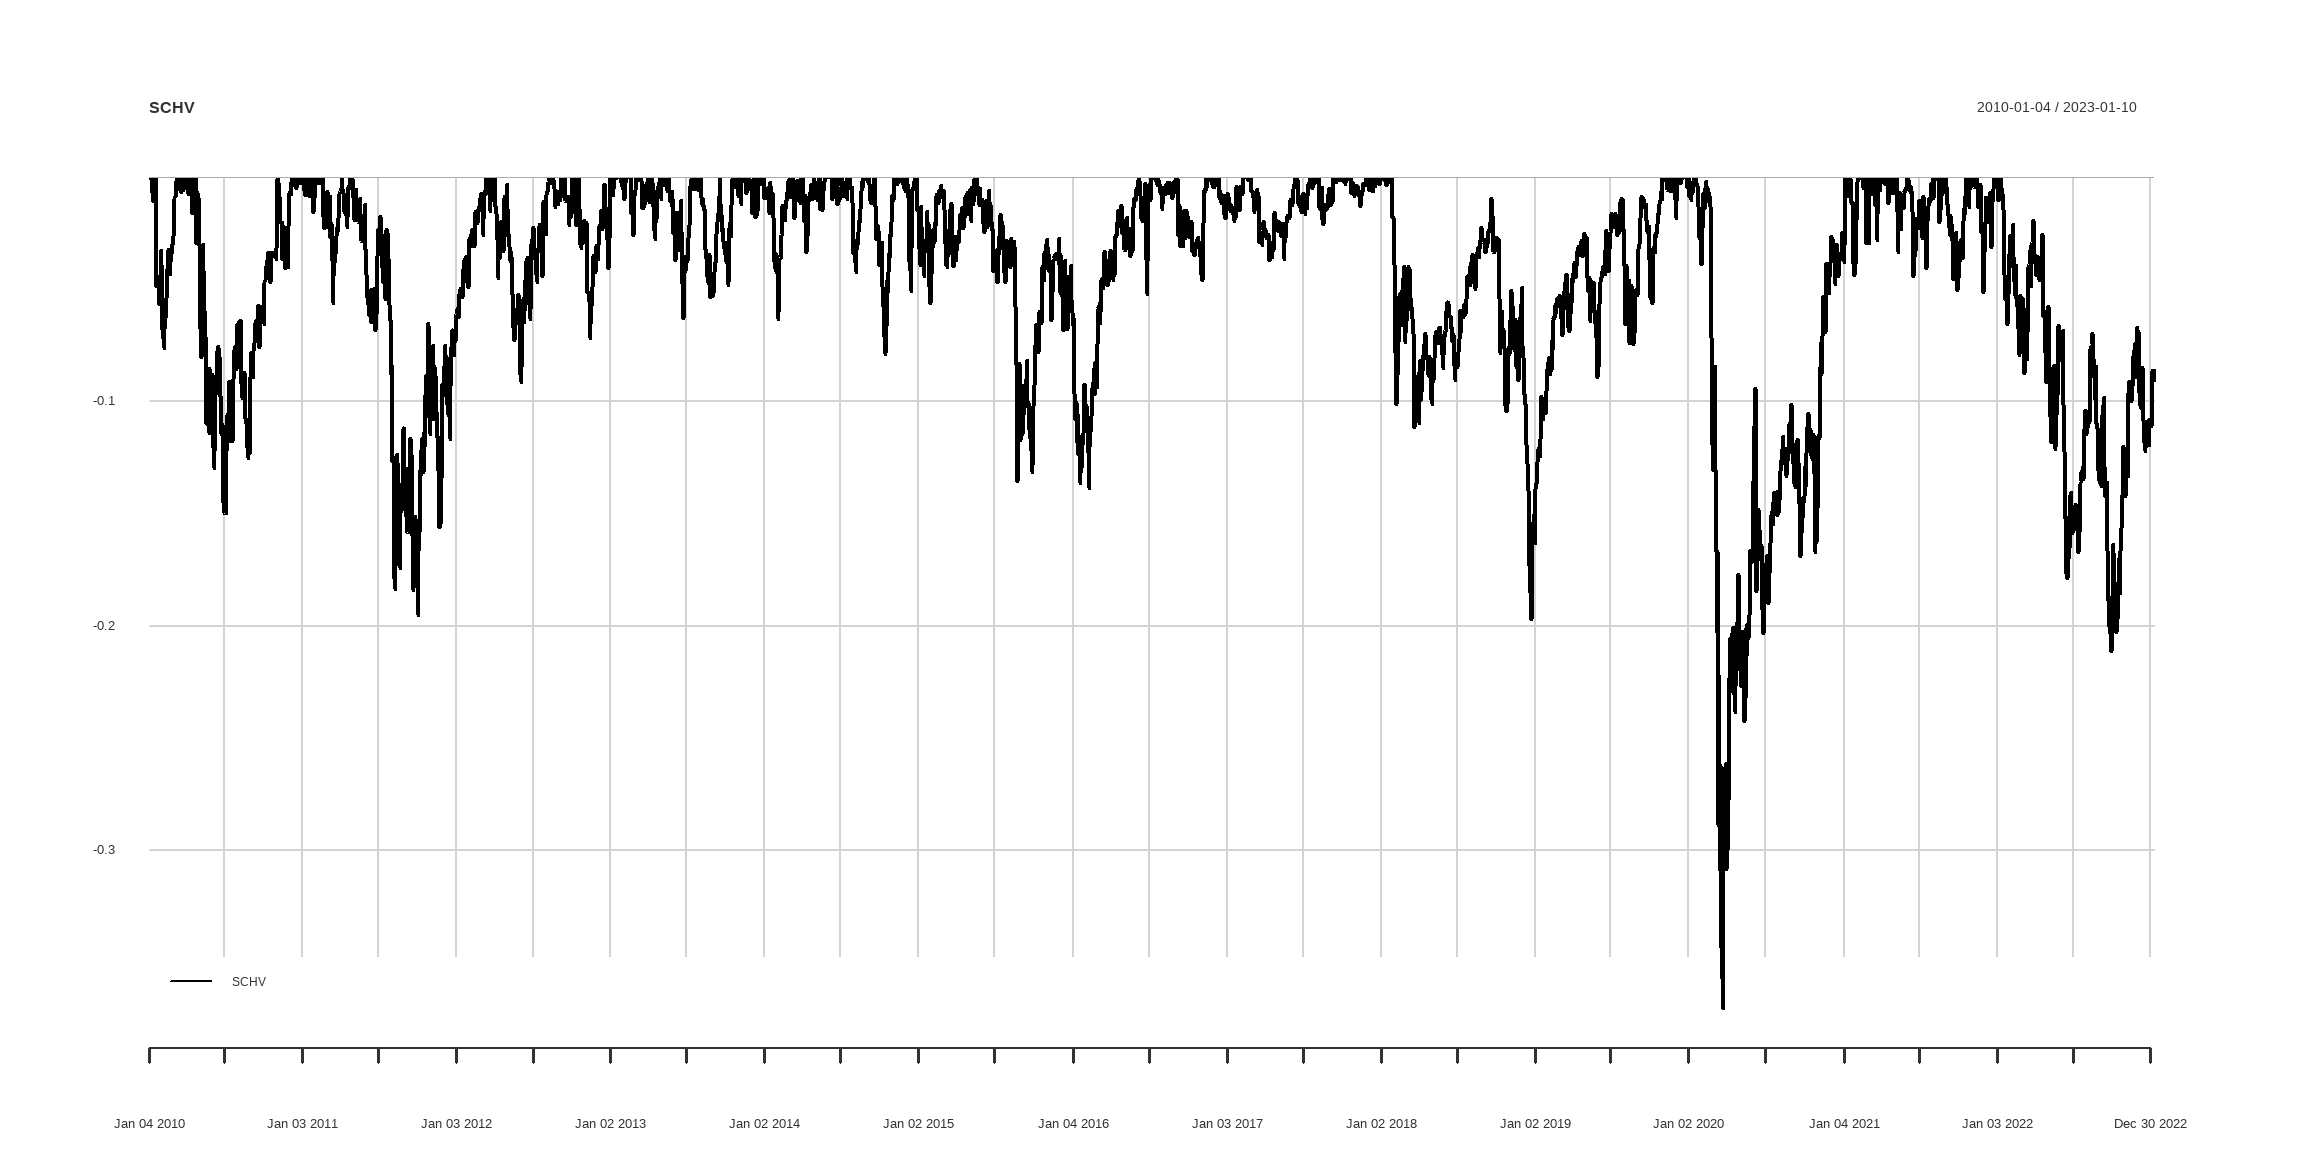 SCHV
2010-01-04 / 2023-01-10
-0.1
-0.2
-0.3
SCHV
Jan 04 2010
Jan 03 2011
Jan 03 2012
Jan 02 2013
Jan 02 2014
Jan 02 2015
Jan 04 2016
Jan 03 2017
Jan 02 2018
Jan 02 2019
Jan 02 2020
Jan 04 2021
Jan 03 2022
Dec 30 2022